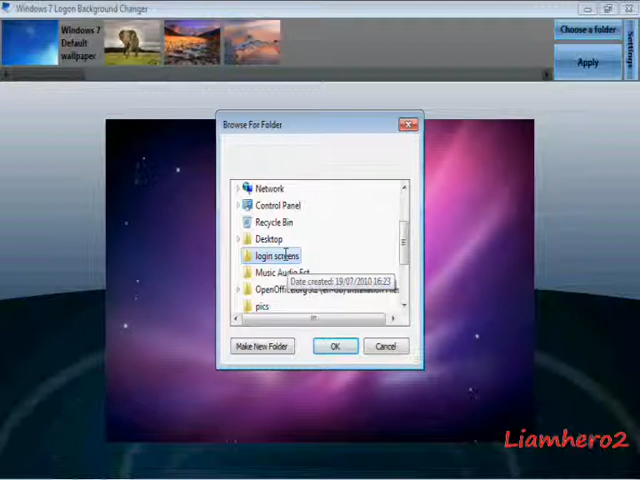 Windows 7 Logon Background Changer
Windows 7
Default
wallpaper
Choose a folder
Apply
Settings
Browse For Folder
Network
Control Panel
Recycle Bin
Desktop
login screens
Music Audio
Date created: 19/07/2010 16:23
pics
Make New Folder
OK
Cancel
Liamhero2